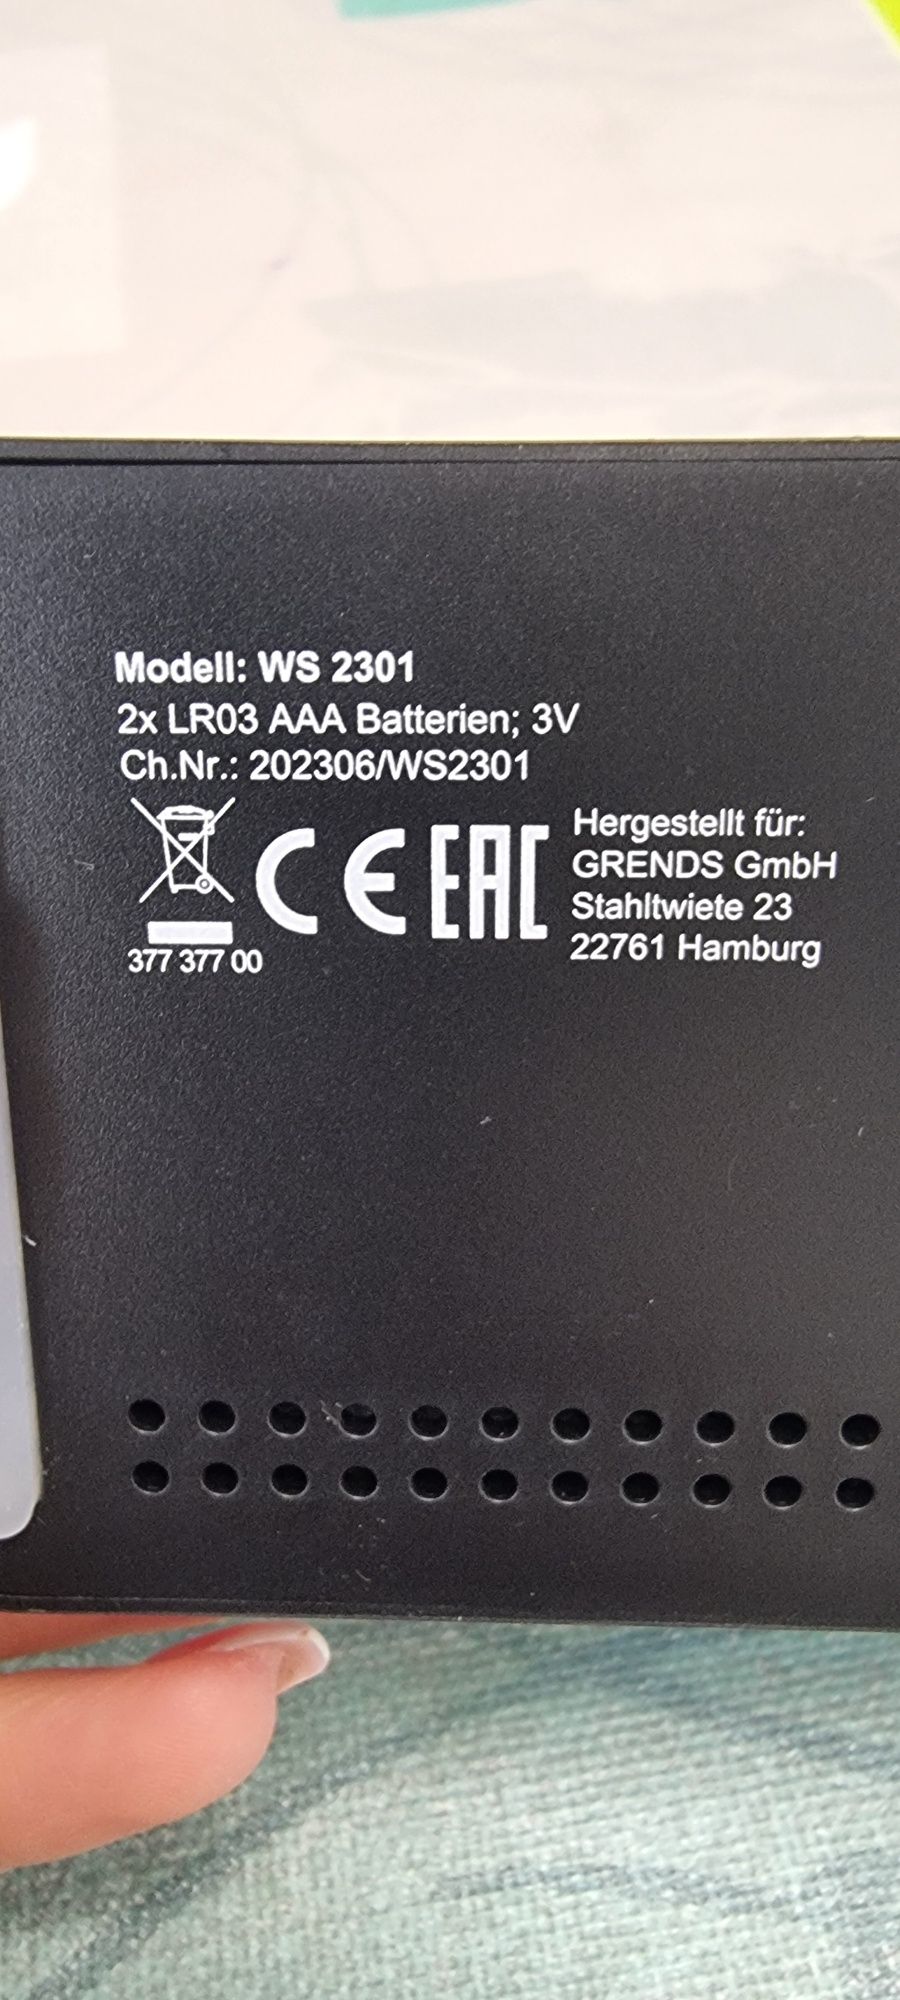 Modell: WS 2301
2x LR03 AAA Batterien; 3V
Ch.Nr.: 202306/WS2301
CE EAC
377 377 00
Hergestellt für:
GRENDS GmbH
Stahltwiete 23
22761 Hamburg